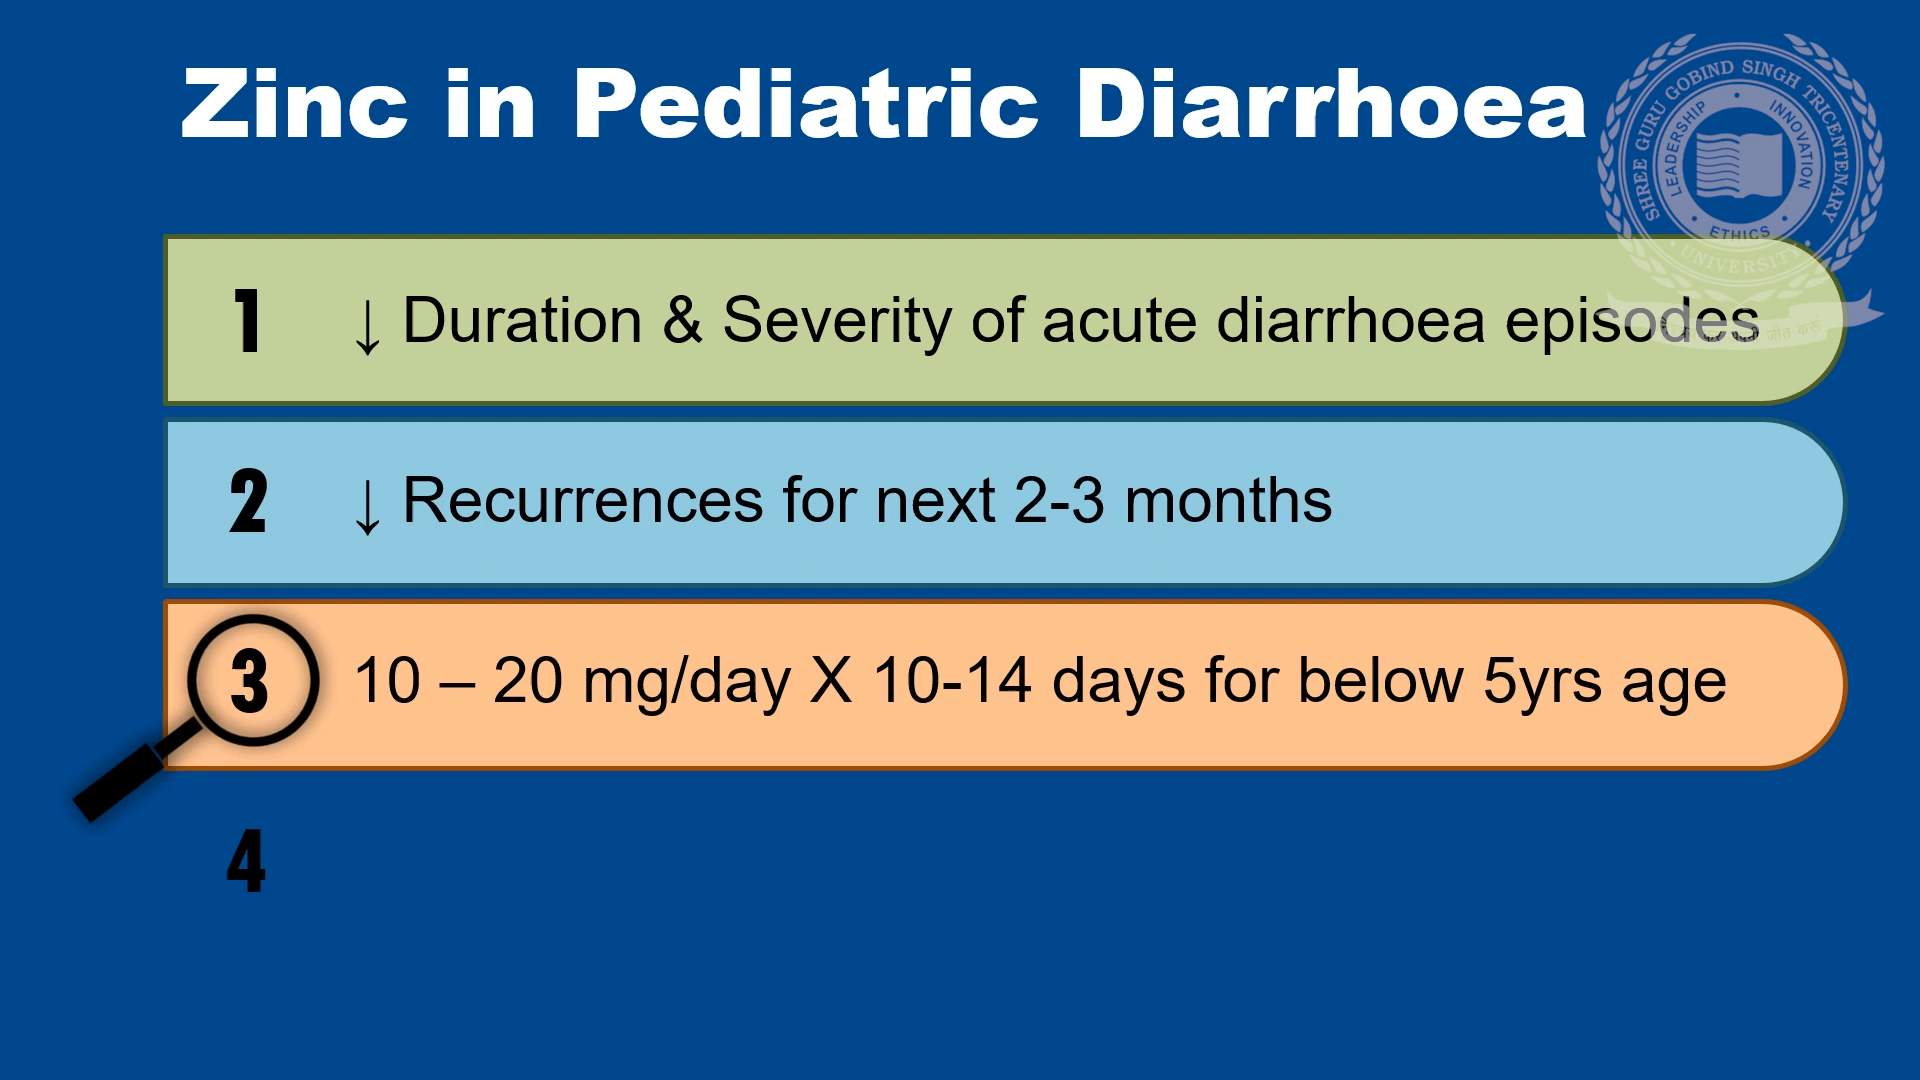 Zinc in Pediatric Diarrhoea
SHREE GURU GOBIND SINGH TRICENTENARY
UNIVERSITY
LEADERSHIP
INNOVATION
ETHICS
1 ↓ Duration & Severity of acute diarrhoea episodes
जीत करूं
2 ↓ Recurrences for next 2-3 months
3 10 – 20 mg/day X 10-14 days for below 5yrs age
4